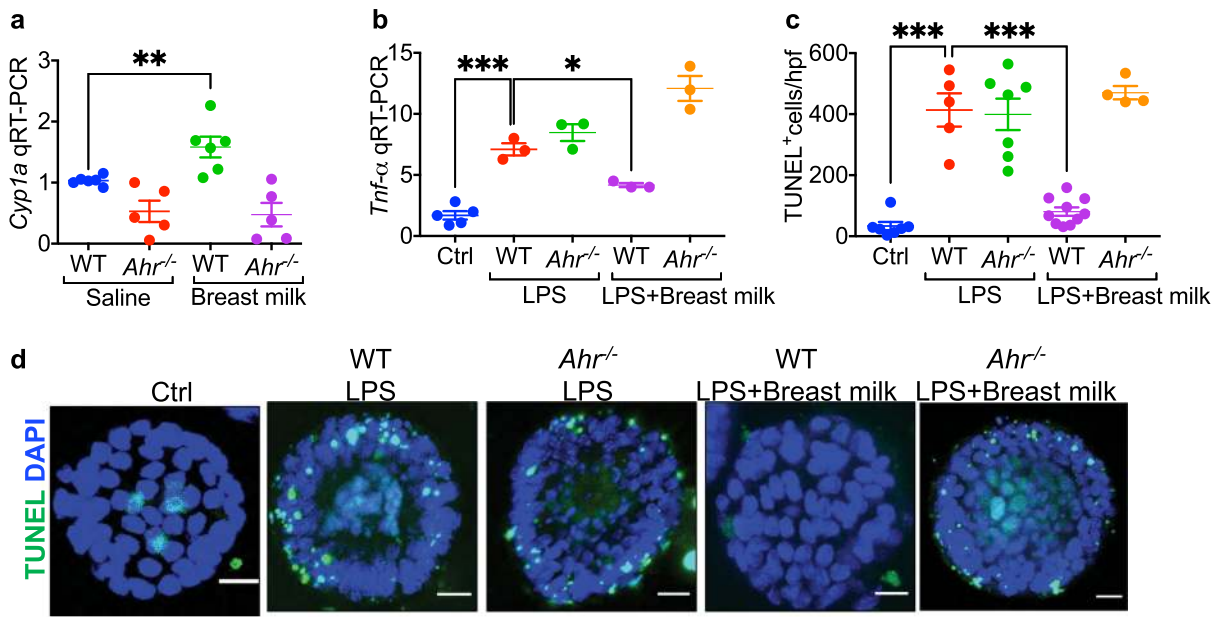 a
Cyp1a qRT-PCR
3
2
1
0
**
WT Ahr-/- WT Ahr-/-
Saline Breast milk
b
Tnf-α qRT-PCR
15
10
5
0
*** *
Ctrl WT Ahr-/- WT Ahr-/-
LPS LPS+Breast milk
c
TUNEL+cells/hpf
600
400
200
0
*** ***
Ctrl WT Ahr-/- WT Ahr-/-
LPS LPS+Breast milk
d
TUNEL DAPI
Ctrl
WT
LPS
Ahr-/-
LPS
WT
LPS+Breast milk
Ahr-/-
LPS+Breast milk